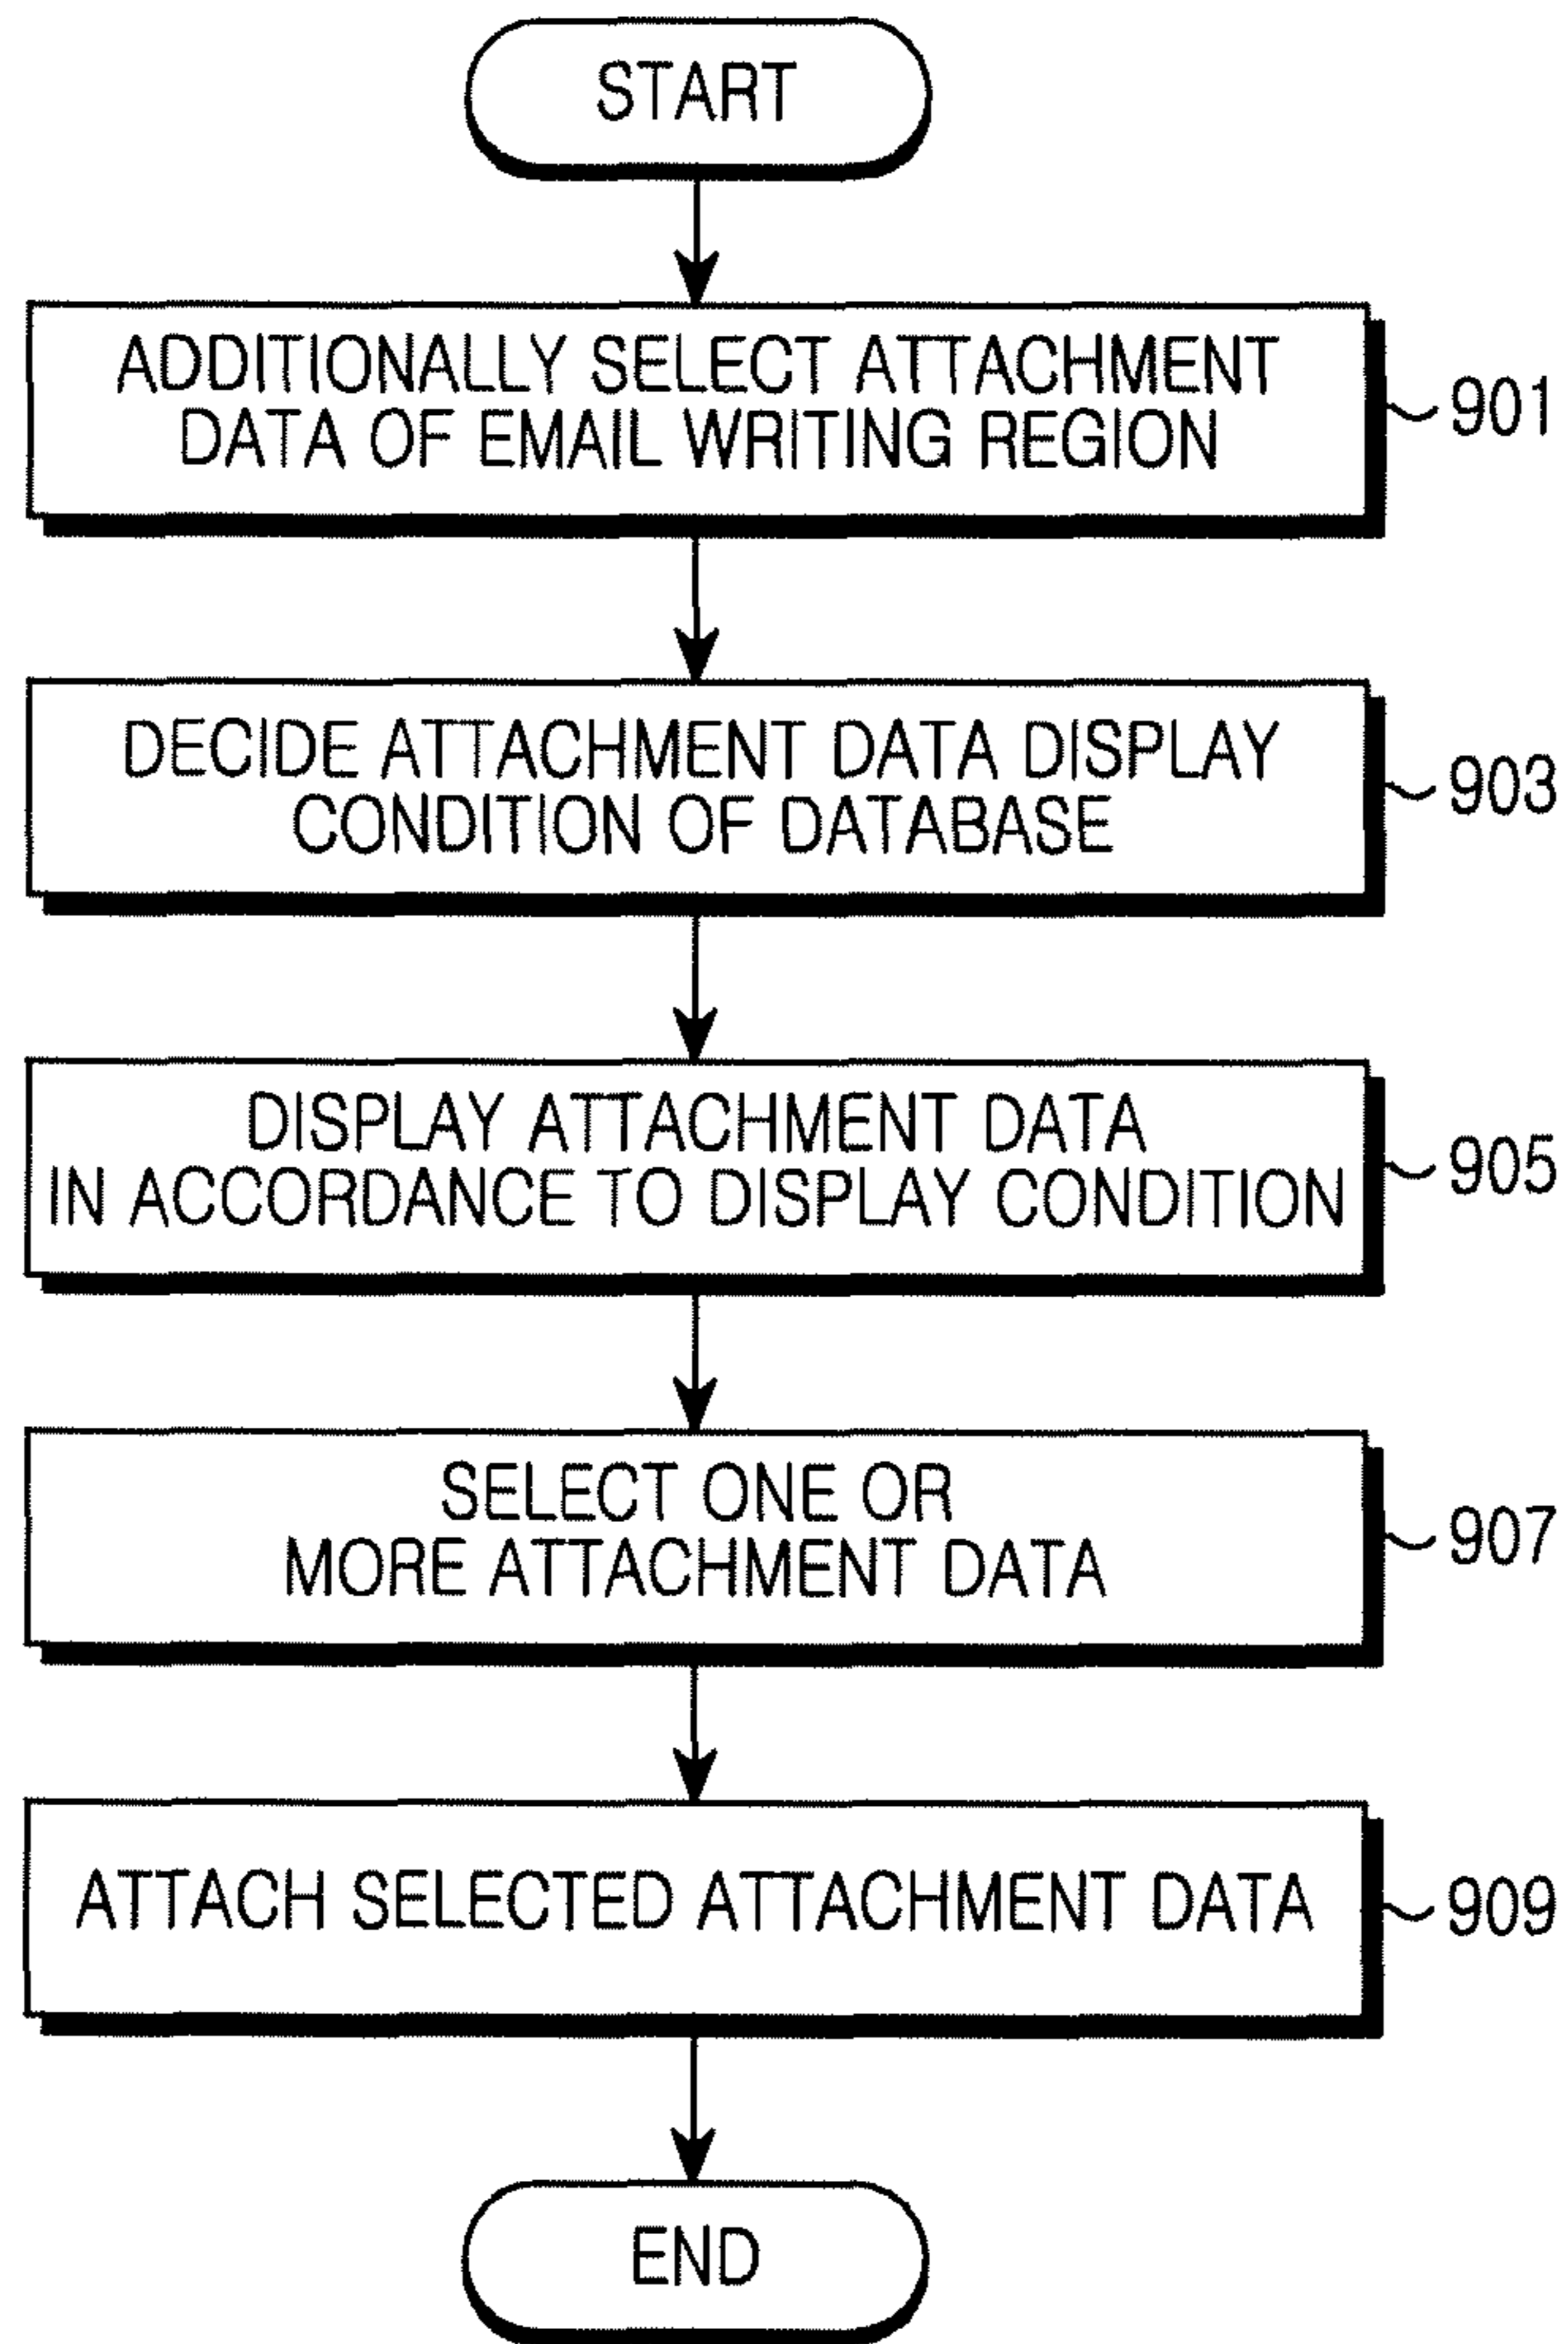 START
ADDITIONALLY SELECT ATTACHMENT
DATA OF EMAIL WRITING REGION
901
DECIDE ATTACHMENT DATA DISPLAY
CONDITION OF DATABASE
903
DISPLAY ATTACHMENT DATA
IN ACCORDANCE TO DISPLAY CONDITION
905
SELECT ONE OR
MORE ATTACHMENT DATA
907
ATTACH SELECTED ATTACHMENT DATA
909
END